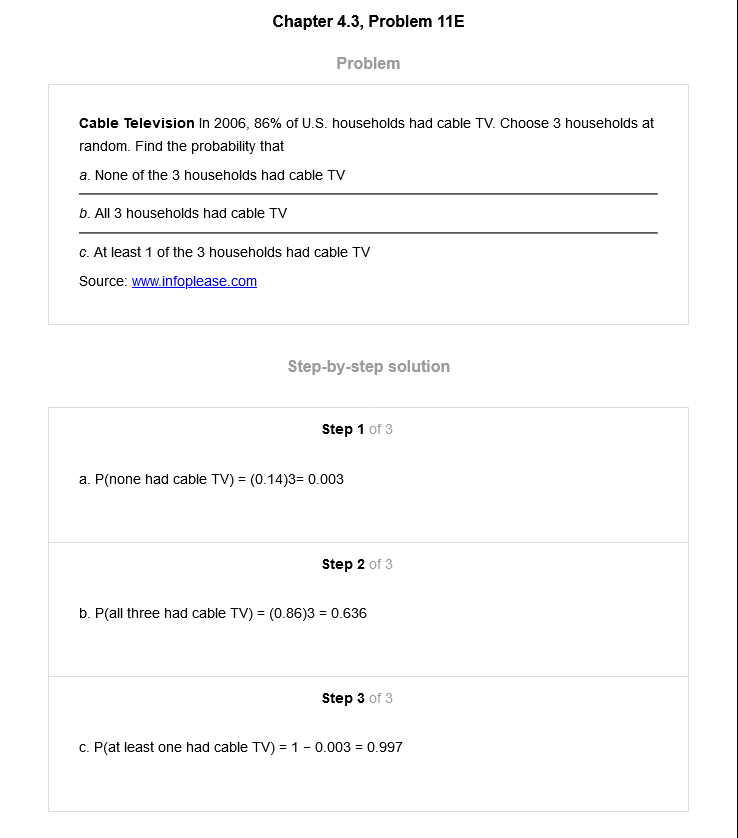 Chapter 4.3, Problem 11E
Problem
Cable Television In 2006, 86% of U.S. households had cable TV. Choose 3 households at
random. Find the probability that
a. None of the 3 households had cable TV
b. All 3 households had cable TV
c. At least 1 of the 3 households had cable TV
Source: www.infoplease.com
Step-by-step solution
Step 1 of 3
a. P(none had cable TV) = (0.14)3= 0.003
Step 2 of 3
b. P(all three had cable TV) = (0.86)3 = 0.636
Step 3 of 3
c. P(at least one had cable TV) = 1 − 0.003 = 0.997